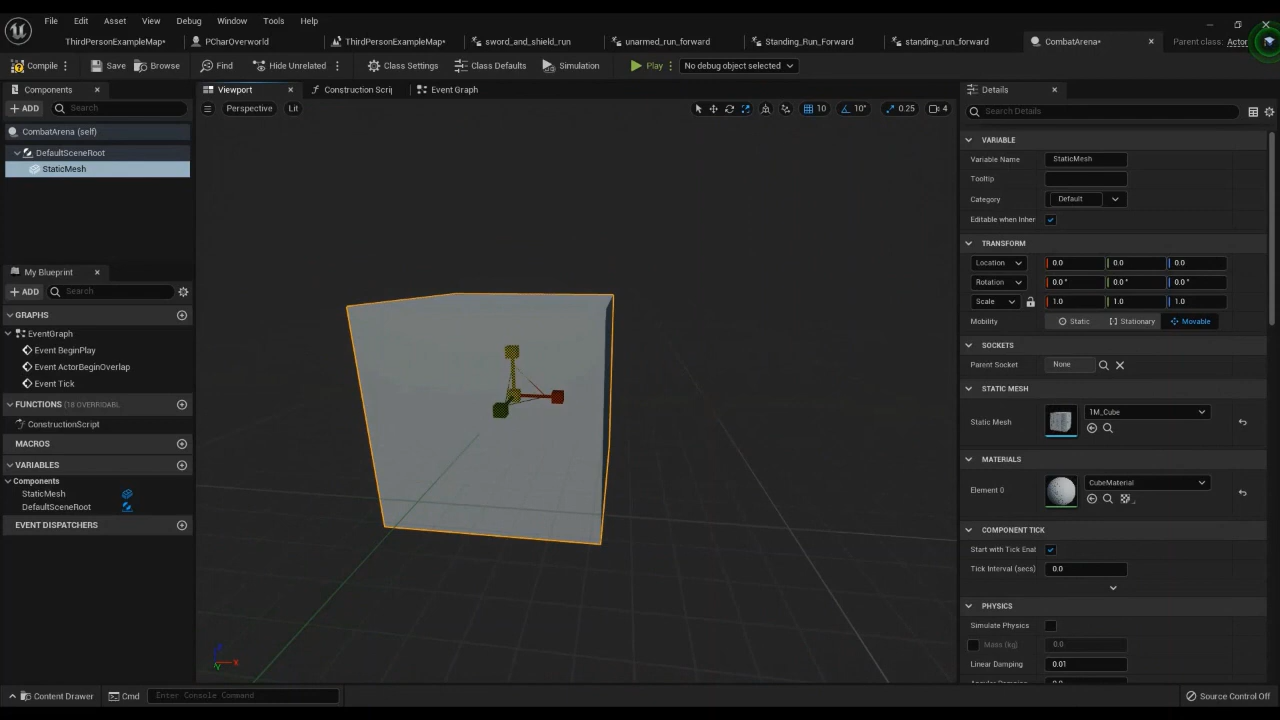 File Edit Asset View Debug Window Tools Help
ThirdPersonExampleMap* PCharOverworld ThirdPersonExampleMap* sword_and_shield_run unarmed_run_forward Standing_Run_Forward standing_run_forward CombatArena* Parent class: Actor
Compile Save Browse Find Hide Unrelated Class Settings Class Defaults Simulation Play No debug object selected
Components Viewport Construction Scrip Event Graph Details
ADD Search Perspective Lit 10 10° 0.25 4 Search Details
CombatArena (self)
DefaultSceneRoot
StaticMesh
My Blueprint
ADD Search
GRAPHS
EventGraph
Event BeginPlay
Event ActorBeginOverlap
Event Tick
FUNCTIONS (18 OVERRIDABL
ConstructionScript
MACROS
VARIABLES
Components
StaticMesh
DefaultSceneRoot
EVENT DISPATCHERS
VARIABLE
Variable Name StaticMesh
Tooltip
Category Default
Editable when Inher
TRANSFORM
Location 0.0 0.0 0.0
Rotation 0.0 ° 0.0 ° 0.0 °
Scale 1.0 1.0 1.0
Mobility Static Stationary Movable
SOCKETS
Parent Socket None
STATIC MESH
Static Mesh 1M_Cube
MATERIALS
Element 0 CubeMaterial
COMPONENT TICK
Start with Tick Enal
Tick Interval (secs) 0.0
PHYSICS
Simulate Physics
Mass (kg) 0.0
Linear Damping 0.01
Z X Y
Content Drawer Cmd Enter Console Command Source Control Off